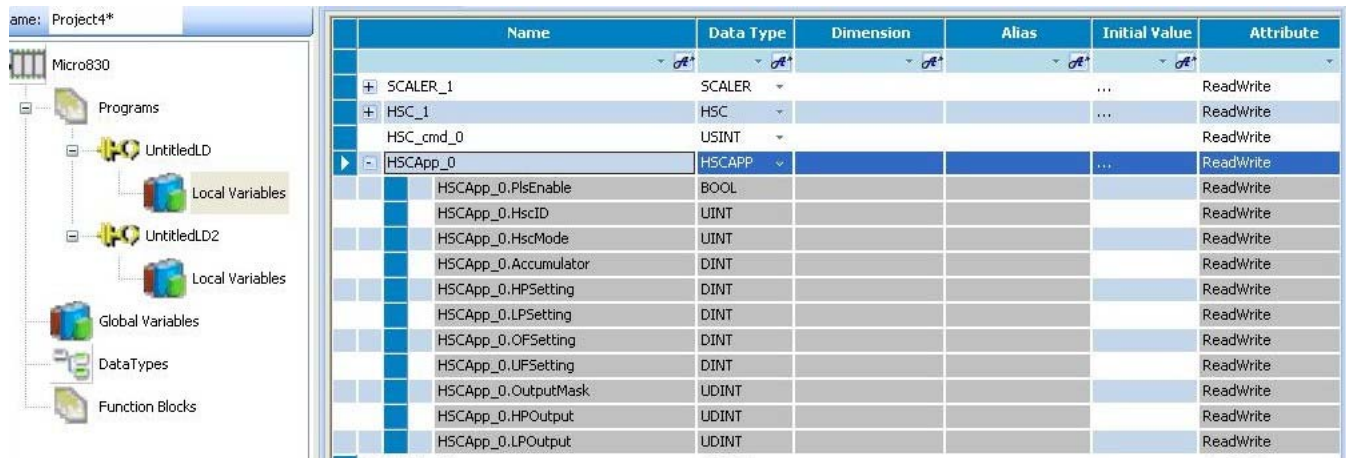 ame: Project4*
Micro830
Programs
UntitledLD
Local Variables
UntitledLD2
Local Variables
Global Variables
DataTypes
Function Blocks
Name Data Type Dimension Alias Initial Value Attribute
SCALER_1 SCALER ... ReadWrite
HSC_1 HSC ... ReadWrite
HSC_cmd_0 USINT ReadWrite
HSCApp_0 HSCAPP ... ReadWrite
HSCApp_0.PlsEnable BOOL ReadWrite
HSCApp_0.HscID UINT ReadWrite
HSCApp_0.HscMode UINT ReadWrite
HSCApp_0.Accumulator DINT ReadWrite
HSCApp_0.HPSetting DINT ReadWrite
HSCApp_0.LPSetting DINT ReadWrite
HSCApp_0.OFSetting DINT ReadWrite
HSCApp_0.UFSetting DINT ReadWrite
HSCApp_0.OutputMask UDINT ReadWrite
HSCApp_0.HPOutput UDINT ReadWrite
HSCApp_0.LPOutput UDINT ReadWrite